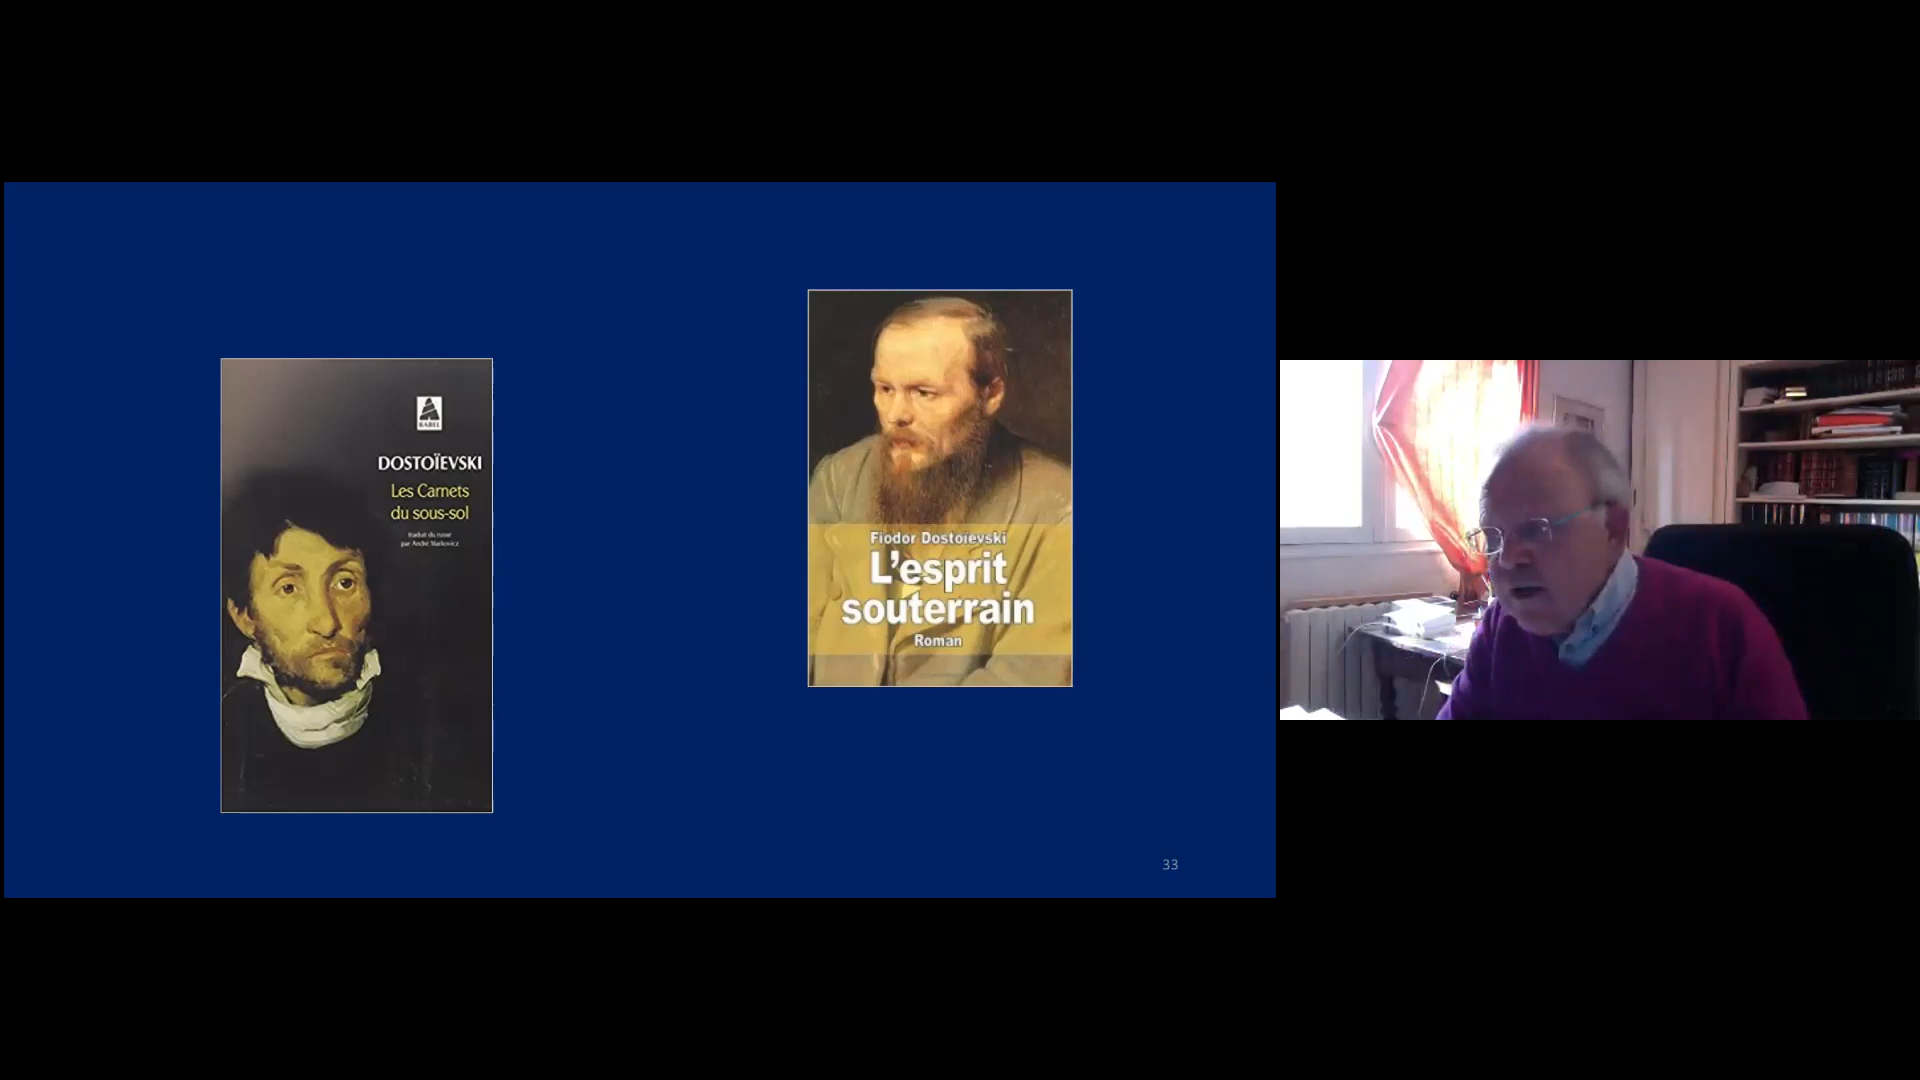 BABEL
DOSTOÏEVSKI
Les Carnets
du sous-sol
traduit du russe
par André Markowicz
Fiodor Dostoïevski
L'esprit
souterrain
Roman
33